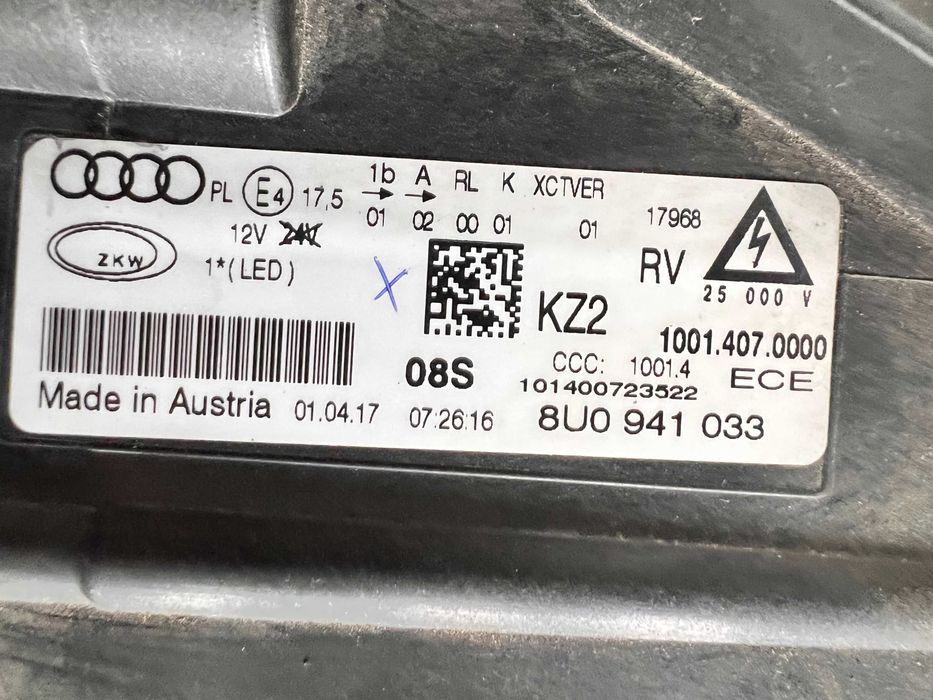 PL E4 17,5 1b A RL K XCTVER 17968
01 02 00 01 01
12V 24V
ZKW
1*(LED)
RV
25 000 V
KZ2
1001.407.0000
08S
CCC: 1001.4 ECE
101400723522
Made in Austria 01.04.17 07:26:16 8U0 941 033